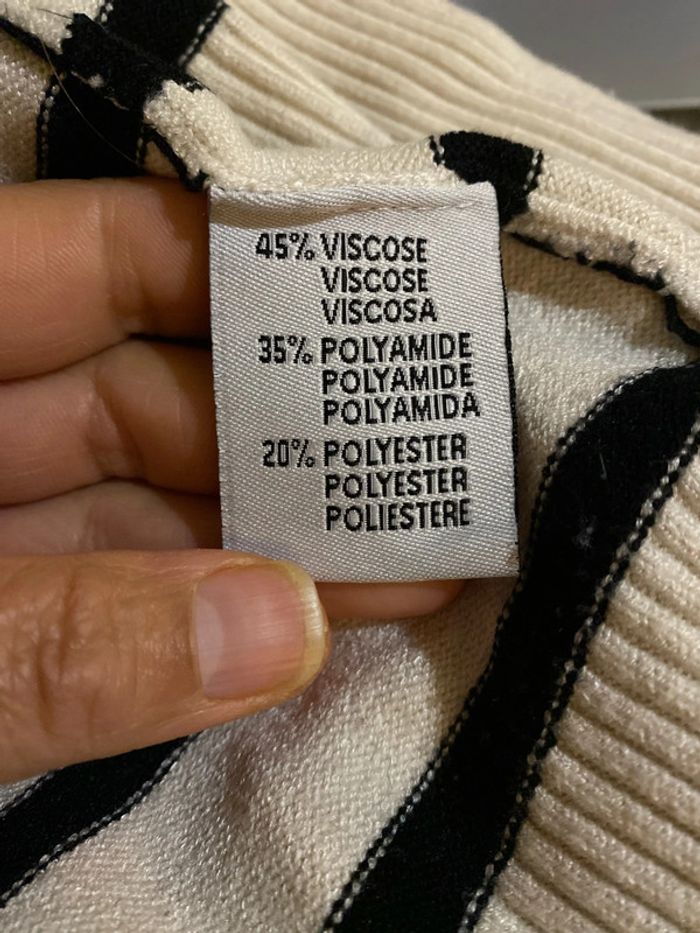 45% VISCOSE
VISCOSE
VISCOSA
35% POLYAMIDE
POLYAMIDE
POLYAMIDA
20% POLYESTER
POLYESTER
POLIESTERE